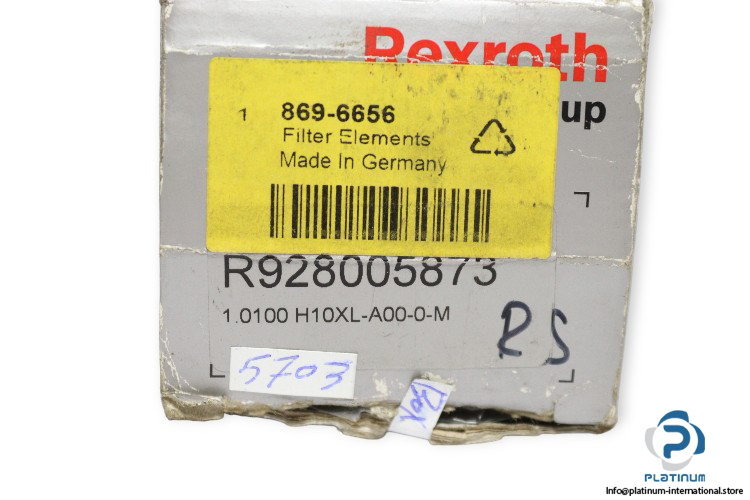 Rexroth
up
1 869-6656
Filter Elements
Made In Germany
R928005873
1.0100 H10XL-A00-0-M
RS
5703
Box
PLATINUM
Info@platinum-international.store